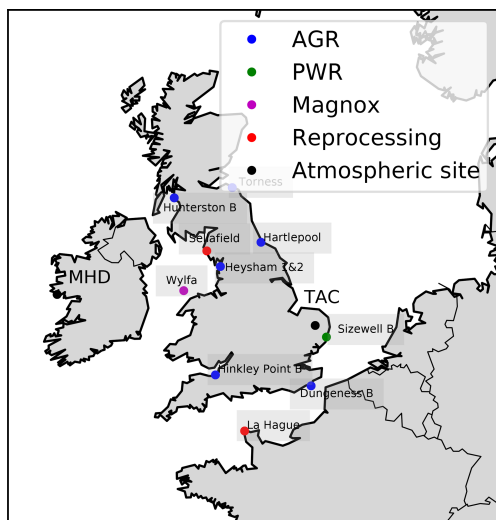 AGR
PWR
Magnox
Reprocessing
Atmospheric site
Torness
Hunterston B
Sellafield
Hartlepool
Heysham 1&2
MHD
Wylfa
TAC
Sizewell B
Hinkley Point B
Dungeness B
La Hague